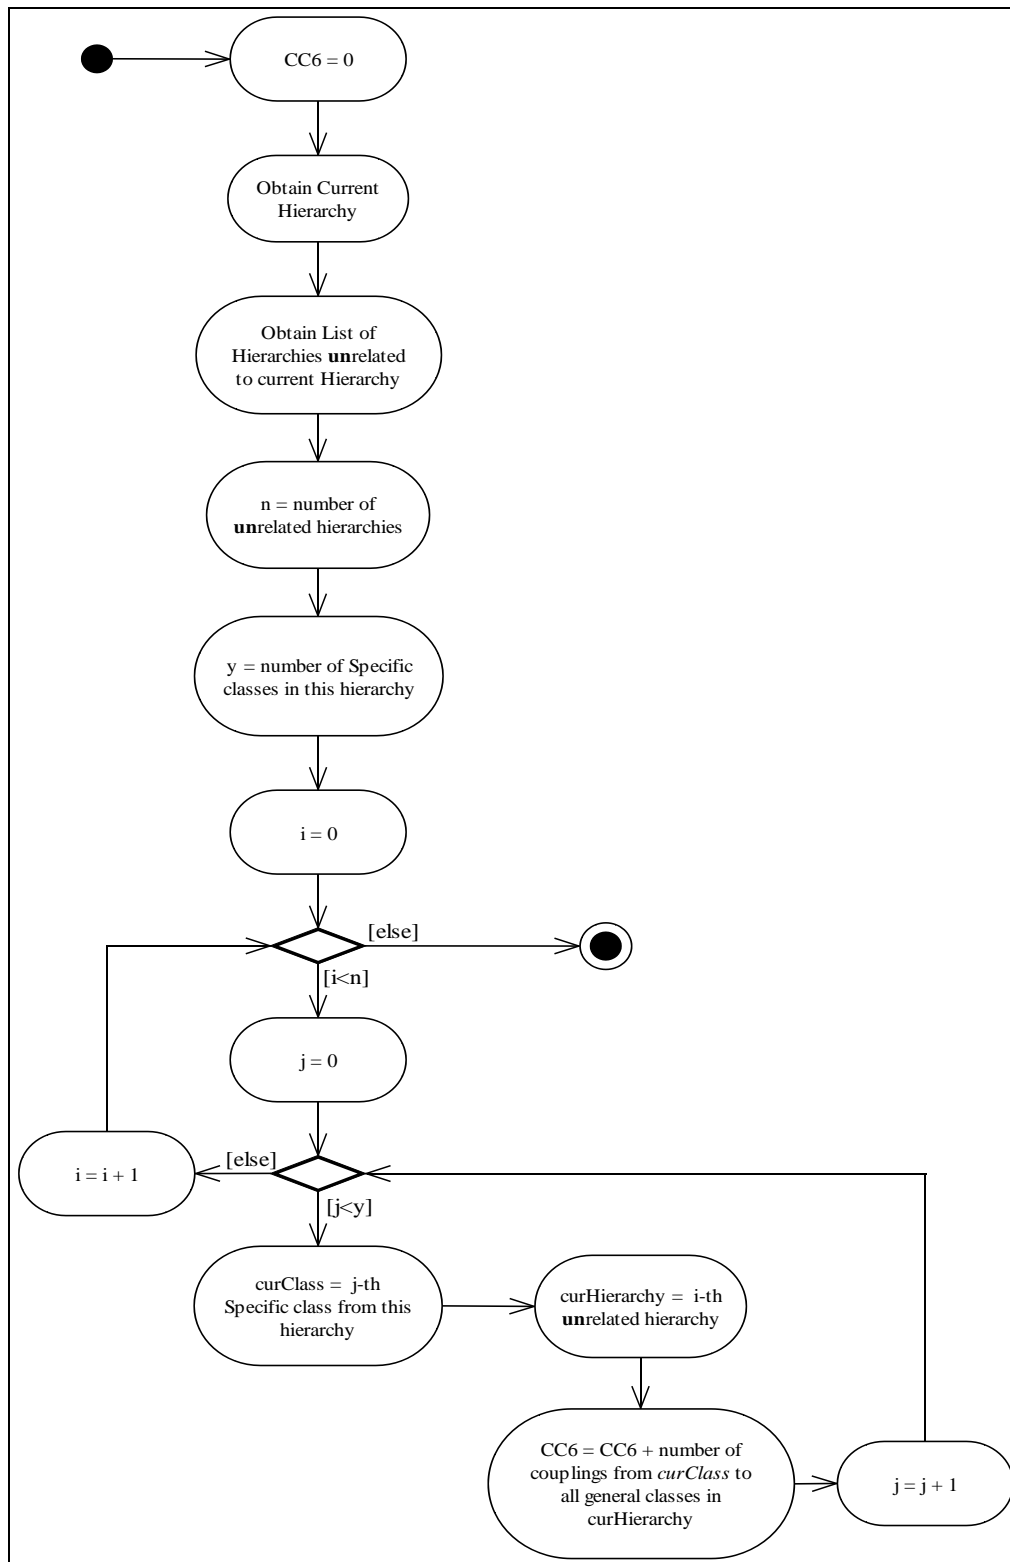 CC6 = 0
Obtain Current
Hierarchy
Obtain List of
Hierarchies unrelated
to current Hierarchy
n = number of
unrelated hierarchies
y = number of Specific
classes in this hierarchy
i = 0
[else]
[i<n]
j = 0
i = i + 1
[else]
[j<y]
curClass = j-th
Specific class from this
hierarchy
curHierarchy = i-th
unrelated hierarchy
CC6 = CC6 + number of
couplings from curClass to
all general classes in
curHierarchy
j = j + 1